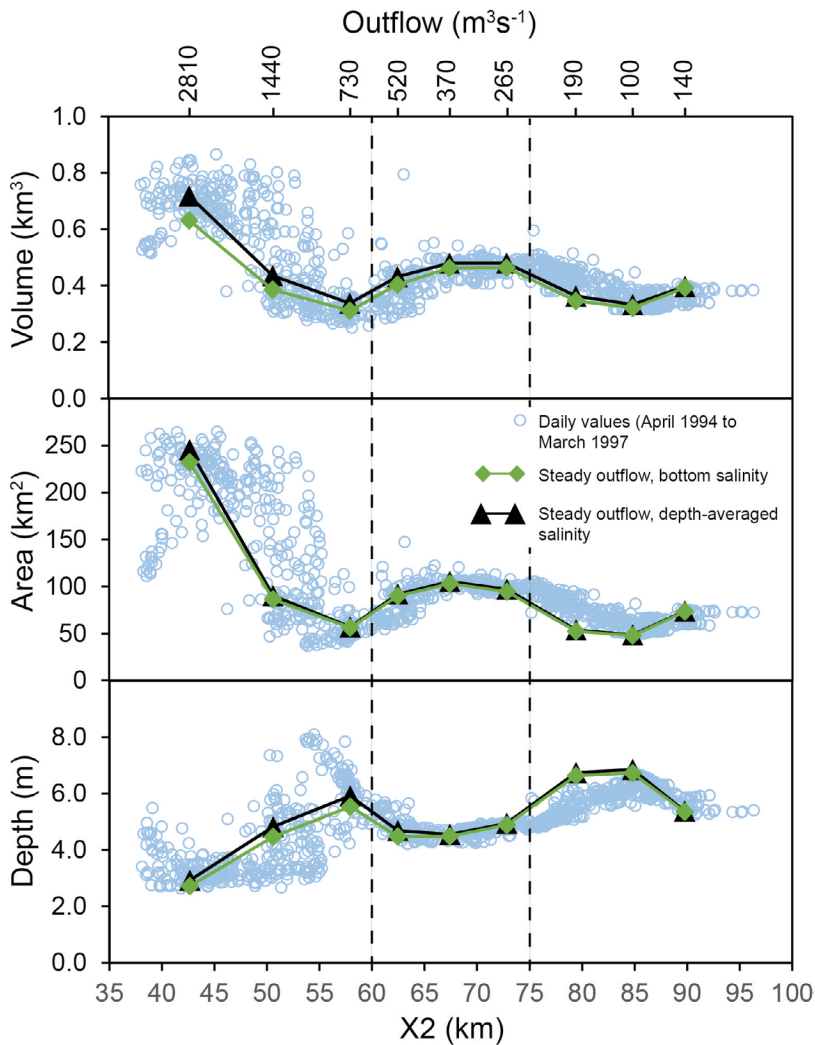 Outflow (m³s⁻¹)
2810 1440 730 520 370 265 190 100 140
1.0
0.8
0.6
0.4
0.2
0.0
Volume (km³)
250
200
150
100
50
0
Area (km²)
Daily values (April 1994 to
March 1997
Steady outflow, bottom salinity
Steady outflow, depth-averaged
salinity
8.0
6.0
4.0
2.0
0.0
Depth (m)
35 40 45 50 55 60 65 70 75 80 85 90 95 100
X2 (km)